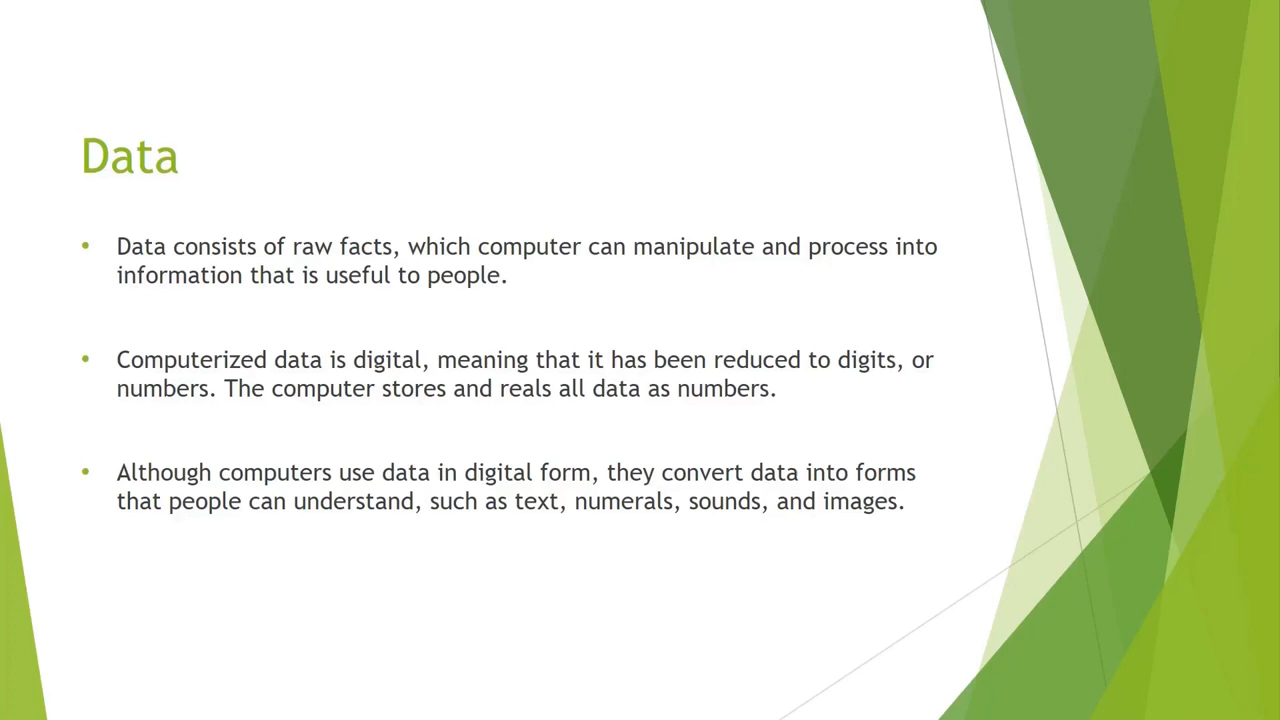 Data
• Data consists of raw facts, which computer can manipulate and process into
information that is useful to people.
• Computerized data is digital, meaning that it has been reduced to digits, or
numbers. The computer stores and reals all data as numbers.
• Although computers use data in digital form, they convert data into forms
that people can understand, such as text, numerals, sounds, and images.